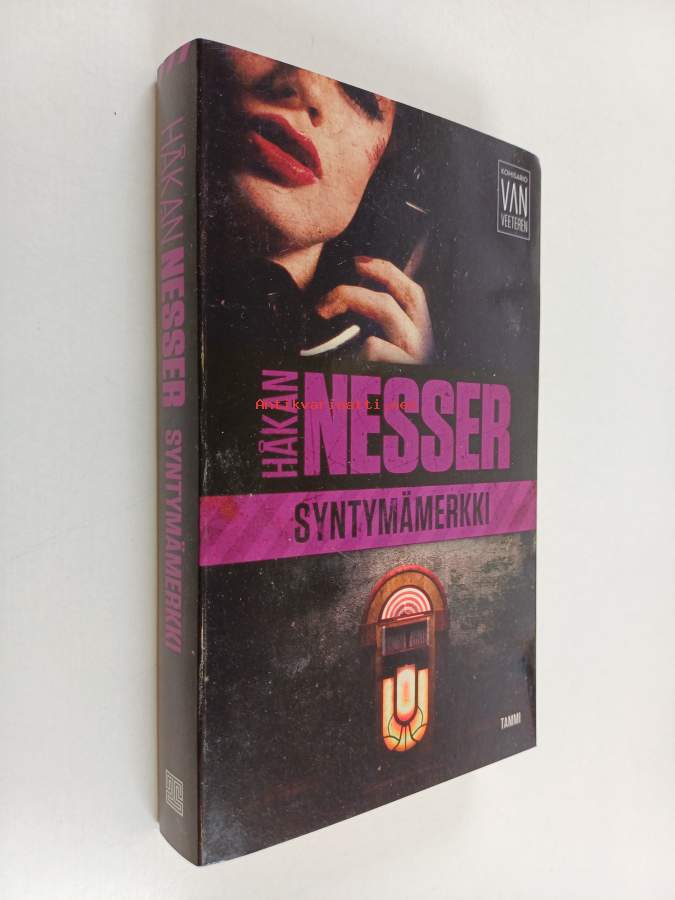 HÅKAN NESSER SYNTYMÄMERKKI
KOMISARIO
VAN
VEETEREN
HÅKAN
NESSER
Antikvariaatti.net
SYNTYMÄMERKKI
TAMMI